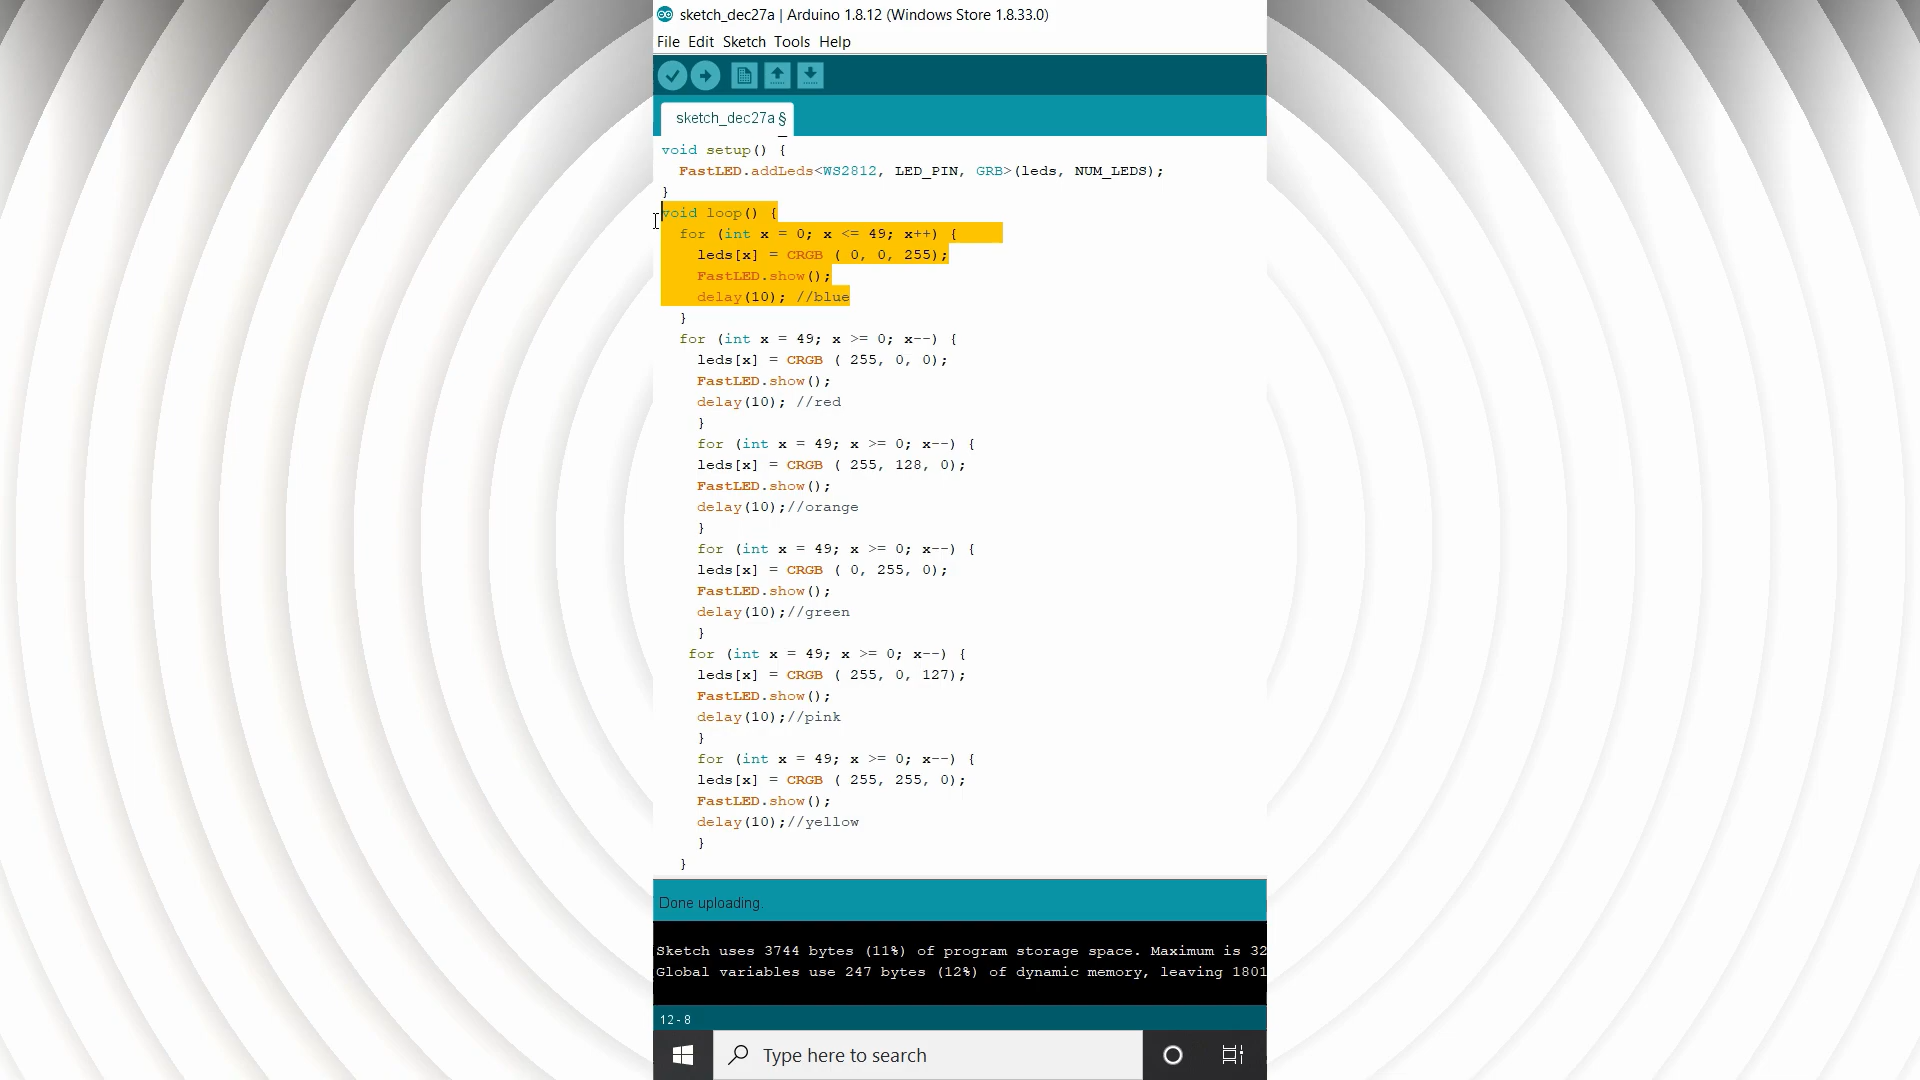 sketch_dec27a | Arduino 1.8.12 (Windows Store 1.8.33.0)
File Edit Sketch Tools Help
sketch_dec27a §
void setup() {
  FastLED.addLeds<WS2812, LED_PIN, GRB>(leds, NUM_LEDS);
}
void loop() {
  for (int x = 0; x <= 49; x++) {
    leds[x] = CRGB ( 0, 0, 255);
    FastLED.show();
    delay(10); //blue
  }
  for (int x = 49; x >= 0; x--) {
    leds[x] = CRGB ( 255, 0, 0);
    FastLED.show();
    delay(10); //red
    }
    for (int x = 49; x >= 0; x--) {
    leds[x] = CRGB ( 255, 128, 0);
    FastLED.show();
    delay(10);//orange
    }
    for (int x = 49; x >= 0; x--) {
    leds[x] = CRGB ( 0, 255, 0);
    FastLED.show();
    delay(10);//green
    }
   for (int x = 49; x >= 0; x--) {
    leds[x] = CRGB ( 255, 0, 127);
    FastLED.show();
    delay(10);//pink
    }
    for (int x = 49; x >= 0; x--) {
    leds[x] = CRGB ( 255, 255, 0);
    FastLED.show();
    delay(10);//yellow
    }
  }
Done uploading.
Sketch uses 3744 bytes (11%) of program storage space. Maximum is 32
Global variables use 247 bytes (12%) of dynamic memory, leaving 1801
12-8
Type here to search